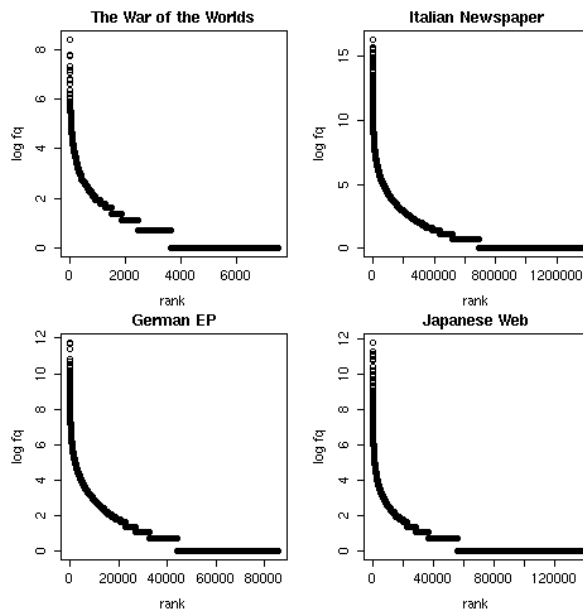 The War of the Worlds
log fq
8
6
4
2
0
0 2000 4000 6000
rank
Italian Newspaper
log fq
15
10
5
0
0 400000 800000 1200000
rank
German EP
log fq
12
10
8
6
4
2
0
0 20000 40000 60000 80000
rank
Japanese Web
log fq
12
10
8
6
4
2
0
0 40000 80000 120000
rank